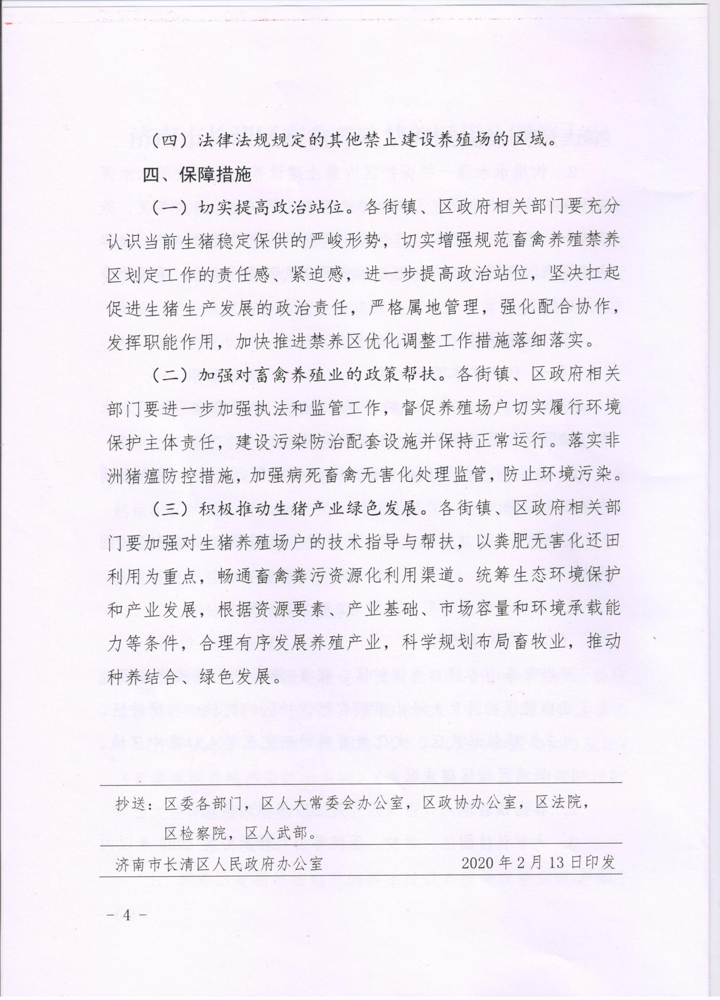 （四）法律法规规定的其他禁止建设养殖场的区域。
四、保障措施
（一）切实提高政治站位。各街镇、区政府相关部门要充分
认识当前生猪稳定保供的严峻形势，切实增强规范畜禽养殖禁养
区划定工作的责任感、紧迫感，进一步提高政治站位，坚决扛起
促进生猪生产发展的政治责任，严格属地管理，强化配合协作，
发挥职能作用，加快推进禁养区优化调整工作措施落细落实。
（二）加强对畜禽养殖业的政策帮扶。各街镇、区政府相关
部门要进一步加强执法和监管工作，督促养殖场户切实履行环境
保护主体责任，建设污染防治配套设施并保持正常运行。落实非
洲猪瘟防控措施，加强病死畜禽无害化处理监管，防止环境污染。
（三）积极推动生猪产业绿色发展。各街镇、区政府相关部
门要加强对生猪养殖场户的技术指导与帮扶，以粪肥无害化还田
利用为重点，畅通畜禽粪污资源化利用渠道。统筹生态环境保护
和产业发展，根据资源要素、产业基础、市场容量和环境承载能
力等条件，合理有序发展养殖产业，科学规划布局畜牧业，推动
种养结合、绿色发展。
抄送：区委各部门，区人大常委会办公室，区政协办公室，区法院，
区检察院，区人武部。
济南市长清区人民政府办公室 2020年2月13日印发
- 4 -